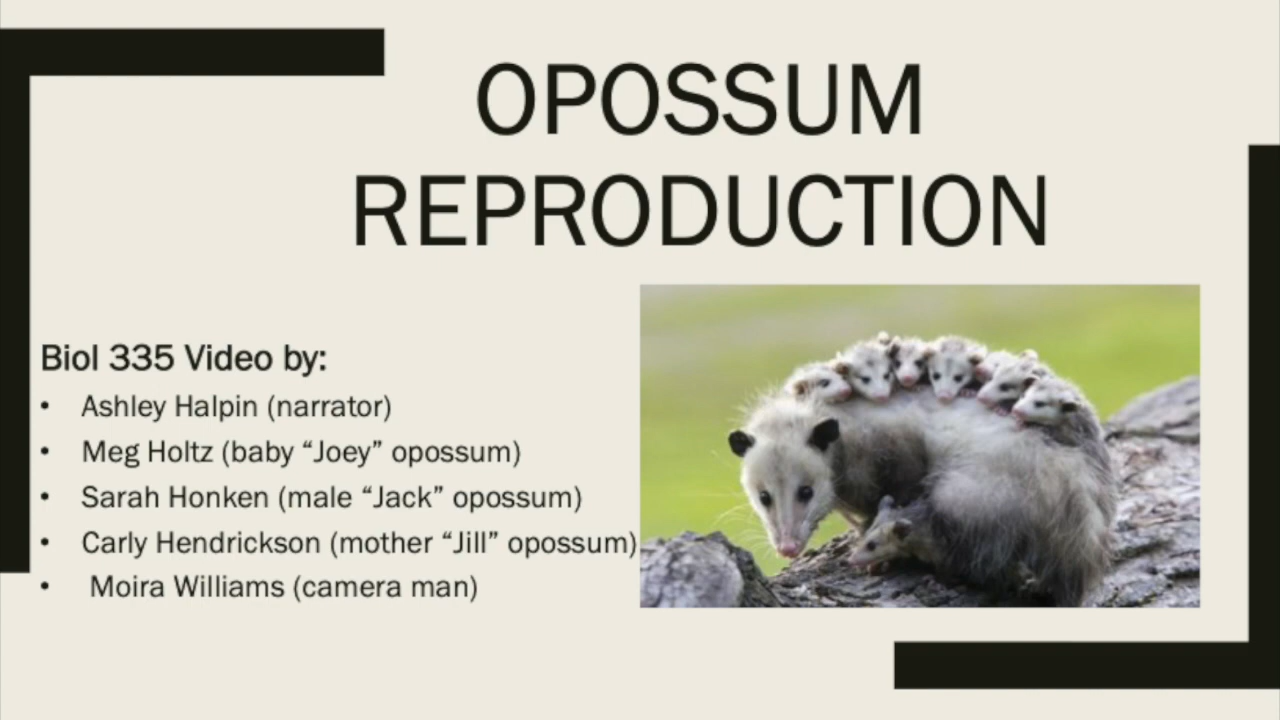 OPOSSUM
REPRODUCTION
Biol 335 Video by:
• Ashley Halpin (narrator)
• Meg Holtz (baby “Joey” opossum)
• Sarah Honken (male “Jack” opossum)
• Carly Hendrickson (mother “Jill” opossum)
• Moira Williams (camera man)